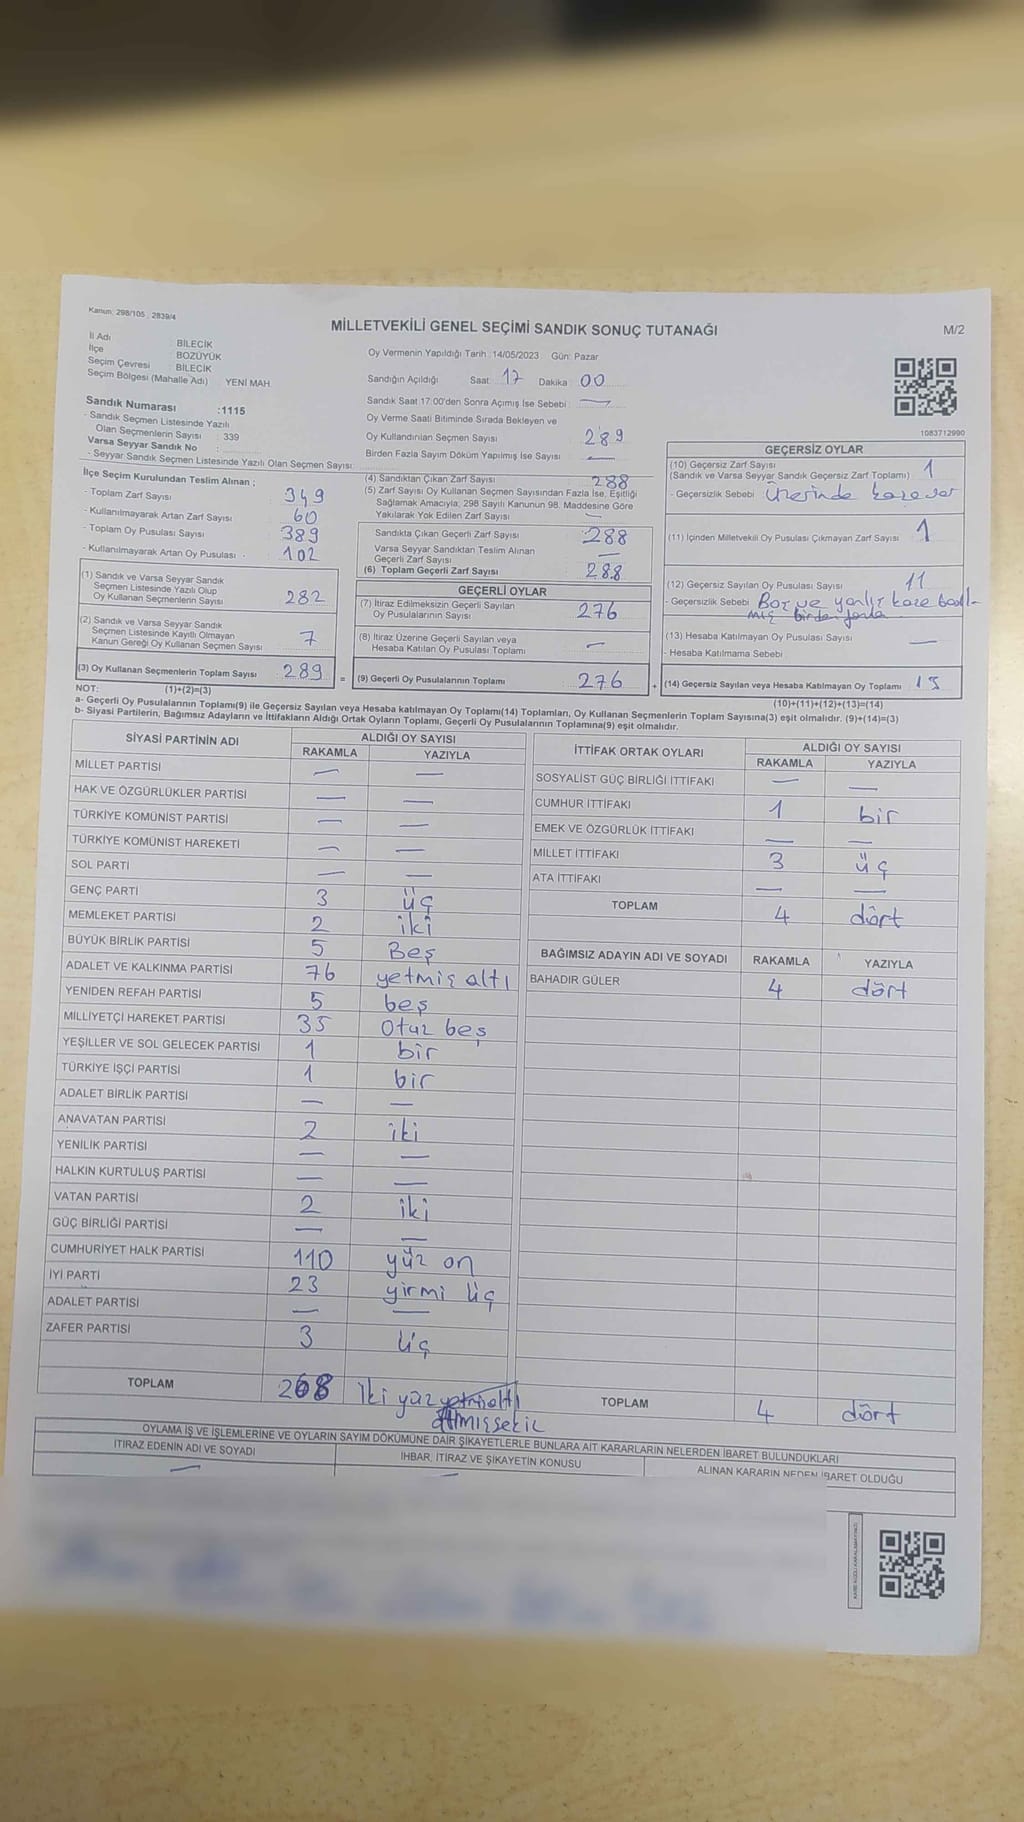 Kanun: 298/105 , 2839/4
MİLLETVEKİLİ GENEL SEÇİMİ SANDIK SONUÇ TUTANAĞI
M/2
İl Adı : BİLECİK
İlçe : BOZÜYÜK
Seçim Çevresi : BİLECİK
Seçim Bölgesi (Mahalle Adı) : YENİ MAH.
Sandık Numarası :1115
- Sandık Seçmen Listesinde Yazılı
Olan Seçmenlerin Sayısı : 339
Varsa Seyyar Sandık No :
- Seyyar Sandık Seçmen Listesinde Yazılı Olan Seçmen Sayısı:
Oy Vermenin Yapıldığı Tarih :14/05/2023 Gün: Pazar
Sandığın Açıldığı Saat: 17 Dakika: 00
Sandık Saat 17:00'den Sonra Açımış İse Sebebi : —
Oy Verme Saati Bitiminde Sırada Bekleyen ve
Oy Kullandırılan Seçmen Sayısı : 289
Birden Fazla Sayım Döküm Yapılmış İse Sayısı : —
1083712990
İlçe Seçim Kurulundan Teslim Alınan ;
- Toplam Zarf Sayısı : 349
- Kullanılmayarak Artan Zarf Sayısı : 60
- Toplam Oy Pusulası Sayısı : 389
- Kullanılmayarak Artan Oy Pusulası : 102
(1) Sandık ve Varsa Seyyar Sandık
Seçmen Listesinde Yazılı Olup
Oy Kullanan Seçmenlerin Sayısı : 282
(2) Sandık ve Varsa Seyyar Sandık
Seçmen Listesinde Kayıtlı Olmayan
Kanun Gereği Oy Kullanan Seçmen Sayısı : 7
(3) Oy Kullanan Seçmenlerin Toplam Sayısı : 289 =
(4) Sandıktan Çıkan Zarf Sayısı : 288
(5) Zarf Sayısı Oy Kullanan Seçmen Sayısından Fazla İse, Eşitliği
Sağlamak Amacıyla; 298 Sayılı Kanunun 98. Maddesine Göre
Yakılarak Yok Edilen Zarf Sayısı : —
Sandıkta Çıkan Geçerli Zarf Sayısı : 288
Varsa Seyyar Sandıktan Teslim Alınan
Geçerli Zarf Sayısı : —
(6) Toplam Geçerli Zarf Sayısı : 288
GEÇERLİ OYLAR
(7) İtiraz Edilmeksizin Geçerli Sayılan
Oy Pusulalarının Sayısı : 276
(8) İtiraz Üzerine Geçerli Sayılan veya
Hesaba Katılan Oy Pusulası Toplamı : —
(9) Geçerli Oy Pusulalarının Toplamı : 276 +
GEÇERSİZ OYLAR
(10) Geçersiz Zarf Sayısı
(Sandık ve Varsa Seyyar Sandık Geçersiz Zarf Toplamı) : 1
- Geçersizlik Sebebi : Üzerinde kaşe var
(11) İçinden Milletvekili Oy Pusulası Çıkmayan Zarf Sayısı : 1
(12) Geçersiz Sayılan Oy Pusulası Sayısı : 11
- Geçersizlik Sebebi : Boş ve yanlış kaşe basıl-
mış birden fazla
(13) Hesaba Katılmayan Oy Pusulası Sayısı : —
- Hesaba Katılmama Sebebi :
(14) Geçersiz Sayılan veya Hesaba Katılmayan Oy Toplamı :
NOT: (1)+(2)=(3)
(10)+(11)+(12)+(13)=(14)
a- Geçerli Oy Pusulalarının Toplamı(9) ile Geçersiz Sayılan veya Hesaba katılmayan Oy Toplamı(14) Toplamları, Oy Kullanan Seçmenlerin Toplam Sayısına(3) eşit olmalıdır. (9)+(14)=(3)
b- Siyasi Partilerin, Bağımsız Adayların ve İttifakların Aldığı Ortak Oyların Toplamı, Geçerli Oy Pusulalarının Toplamına(9) eşit olmalıdır.
SİYASİ PARTİNİN ADI ALDIĞI OY SAYISI
RAKAMLA YAZIYLA
MİLLET PARTİSİ — —
HAK VE ÖZGÜRLÜKLER PARTİSİ — —
TÜRKİYE KOMÜNİST PARTİSİ — —
TÜRKİYE KOMÜNİST HAREKETİ — —
SOL PARTİ — —
GENÇ PARTİ 3 üç
MEMLEKET PARTİSİ 2 iki
BÜYÜK BİRLİK PARTİSİ 5 Beş
ADALET VE KALKINMA PARTİSİ 76 yetmiş altı
YENİDEN REFAH PARTİSİ 5 beş
MİLLİYETÇİ HAREKET PARTİSİ 35 Otuz beş
YEŞİLLER VE SOL GELECEK PARTİSİ 1 bir
TÜRKİYE İŞÇİ PARTİSİ 1 bir
ADALET BİRLİK PARTİSİ — —
ANAVATAN PARTİSİ 2 iki
YENİLİK PARTİSİ — —
HALKIN KURTULUŞ PARTİSİ — —
VATAN PARTİSİ 2 iki
GÜÇ BİRLİĞİ PARTİSİ — —
CUMHURİYET HALK PARTİSİ 110 yüz on
İYİ PARTİ 23 yirmi üç
ADALET PARTİSİ — —
ZAFER PARTİSİ 3 üç
TOPLAM 268 iki yüz yetmişaltı
altmışsekiz
İTTİFAK ORTAK OYLARI ALDIĞI OY SAYISI
RAKAMLA YAZIYLA
SOSYALİST GÜÇ BİRLİĞİ İTTİFAKI — —
CUMHUR İTTİFAKI 1 bir
EMEK VE ÖZGÜRLÜK İTTİFAKI — —
MİLLET İTTİFAKI 3 üç
ATA İTTİFAKI — —
TOPLAM 4 dört
BAĞIMSIZ ADAYIN ADI VE SOYADI RAKAMLA YAZIYLA
BAHADIR GÜLER 4 dört
TOPLAM 4 dört
OYLAMA İŞ VE İŞLEMLERİNE VE OYLARIN SAYIM DÖKÜMÜNE DAİR ŞİKAYETLERLE BUNLARA AİT KARARLARIN NELERDEN İBARET BULUNDUKLARI
İTİRAZ EDENİN ADI VE SOYADI İHBAR, İTİRAZ VE ŞİKAYETİN KONUSU ALINAN KARARIN NEDEN İBARET OLDUĞU
— —